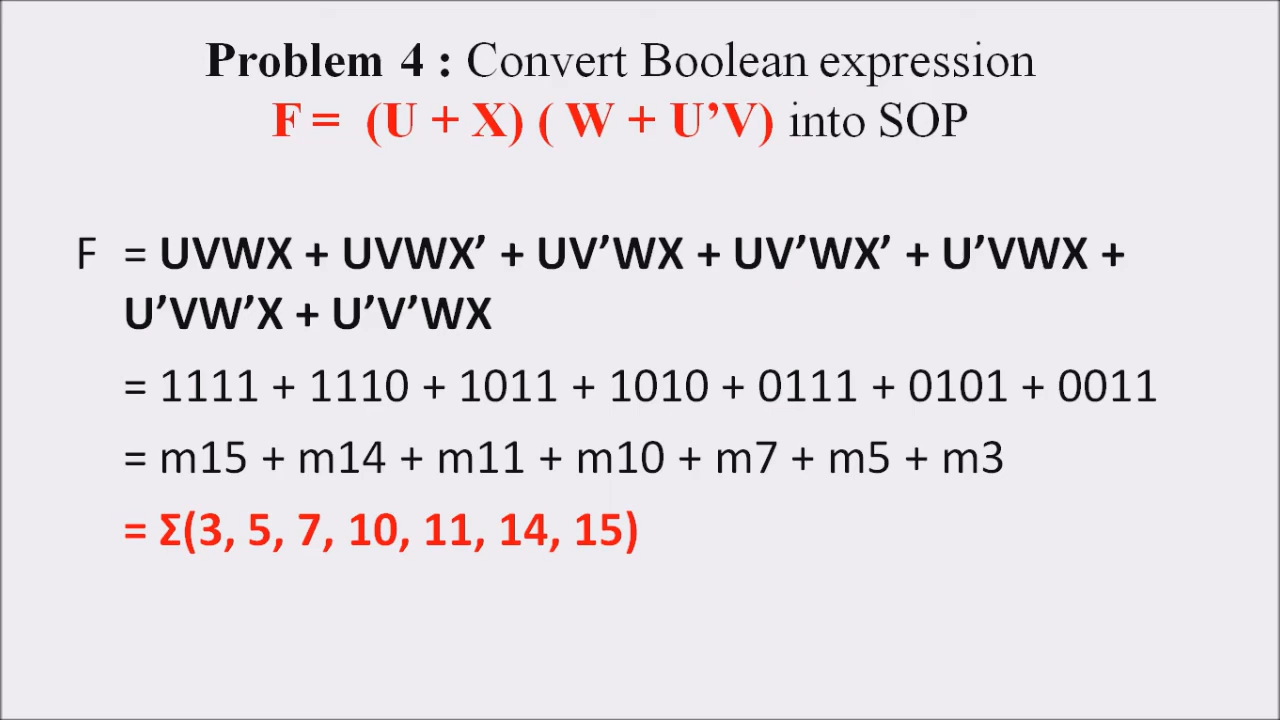 Problem 4 : Convert Boolean expression
F = (U + X) ( W + U’V) into SOP
F = UVWX + UVWX’ + UV’WX + UV’WX’ + U’VWX +
U’VW’X + U’V’WX
= 1111 + 1110 + 1011 + 1010 + 0111 + 0101 + 0011
= m15 + m14 + m11 + m10 + m7 + m5 + m3
= Σ(3, 5, 7, 10, 11, 14, 15)